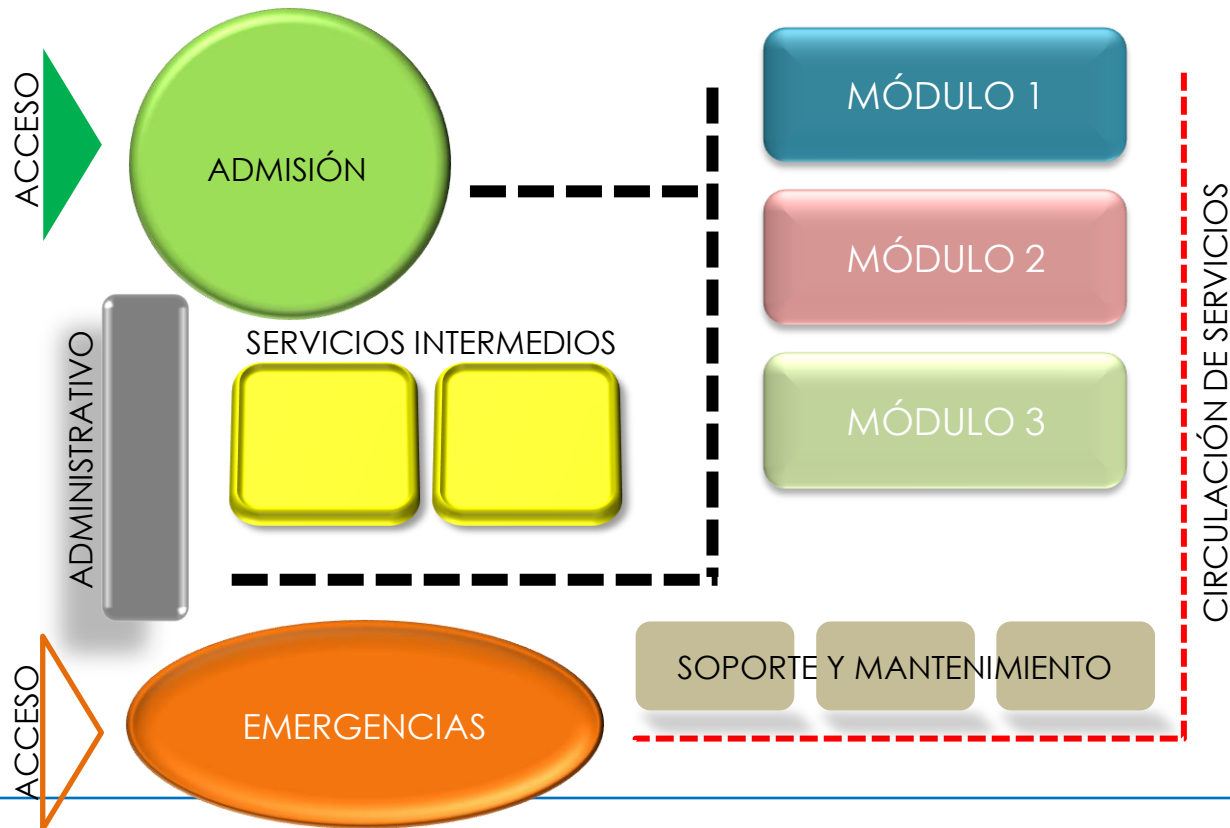 ACCESO
ADMISIÓN
MÓDULO 1
MÓDULO 2
MÓDULO 3
SERVICIOS INTERMEDIOS
ADMINISTRATIVO
CIRCULACIÓN DE SERVICIOS
SOPORTE Y MANTENIMIENTO
ACCESO
EMERGENCIAS